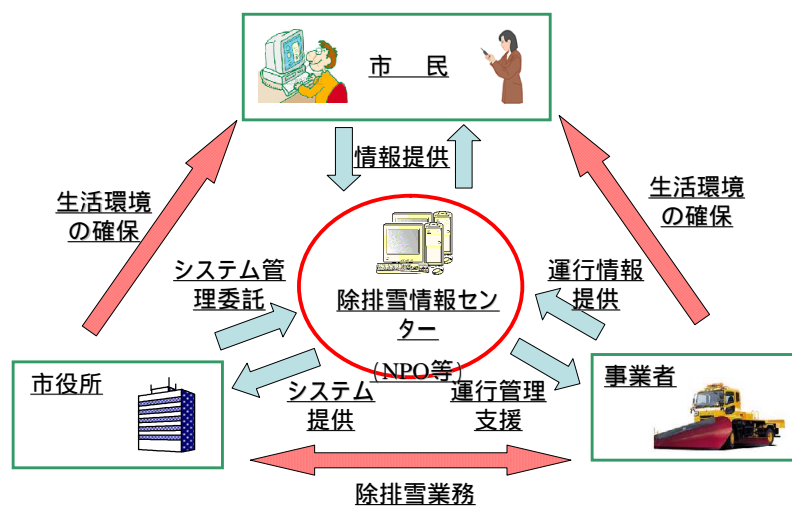 市　民
情報提供
生活環境
の確保
生活環境
の確保
システム管
理委託
運行情報
提供
除排雪情報セン
ター
（NPO等）
市役所
事業者
システム
提供
運行管理
支援
除排雪業務